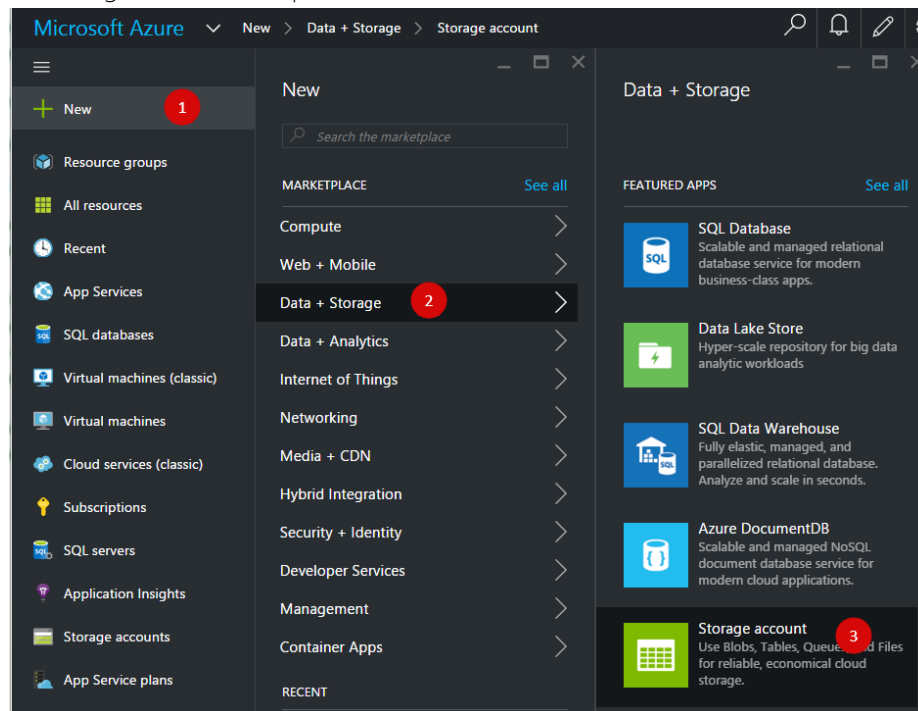 Microsoft Azure New > Data + Storage > Storage account
New
1
Resource groups
All resources
Recent
App Services
SQL databases
Virtual machines (classic)
Virtual machines
Cloud services (classic)
Subscriptions
SQL servers
Application Insights
Storage accounts
App Service plans
New
Search the marketplace
MARKETPLACE See all
Compute
Web + Mobile
Data + Storage 2
Data + Analytics
Internet of Things
Networking
Media + CDN
Hybrid Integration
Security + Identity
Developer Services
Management
Container Apps
RECENT
Data + Storage
FEATURED APPS See all
SQL Database
Scalable and managed relational
database service for modern
business-class apps.
Data Lake Store
Hyper-scale repository for big data
analytic workloads
SQL Data Warehouse
Fully elastic, managed, and
parallelized relational database.
Analyze and scale in seconds.
Azure DocumentDB
Scalable and managed NoSQL
document database service for
modern cloud applications.
Storage account
3
Use Blobs, Tables, Files
for reliable, economical cloud
storage.